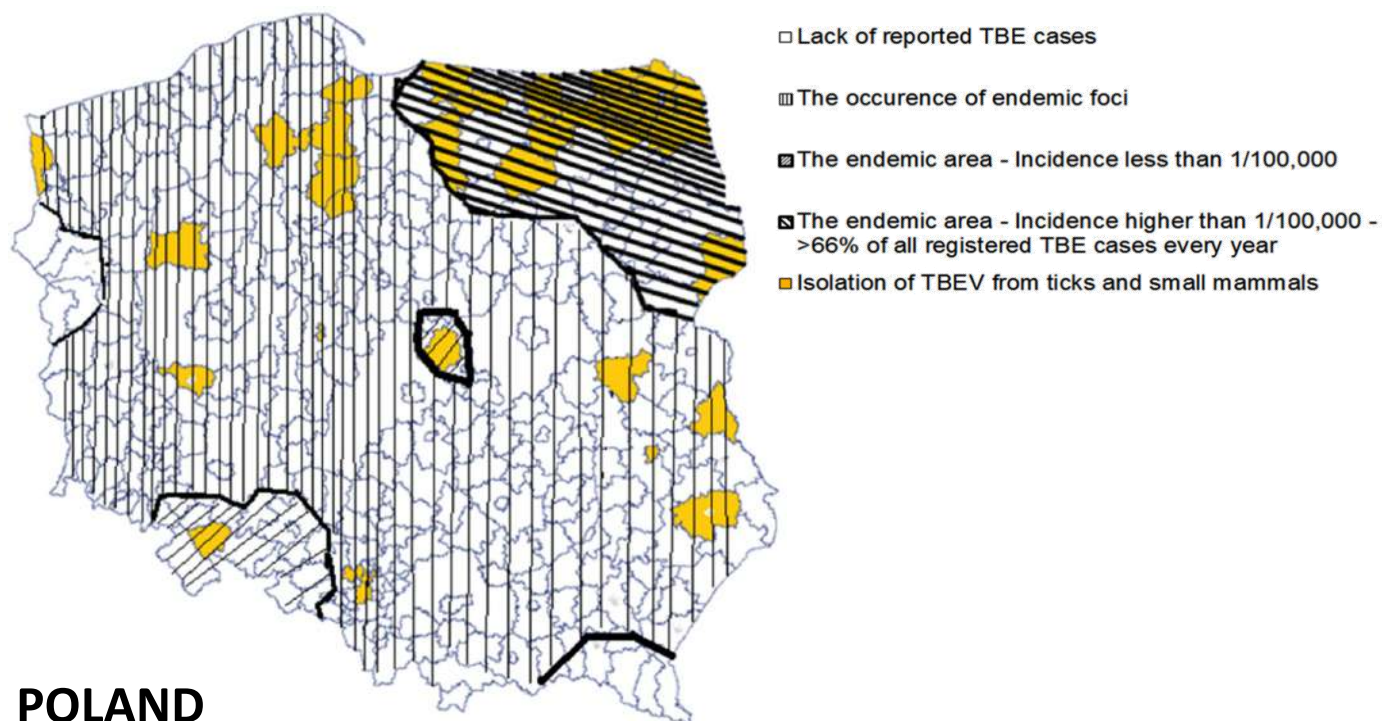 Lack of reported TBE cases
The occurence of endemic foci
The endemic area - Incidence less than 1/100,000
The endemic area - Incidence higher than 1/100,000 -
>66% of all registered TBE cases every year
Isolation of TBEV from ticks and small mammals
POLAND